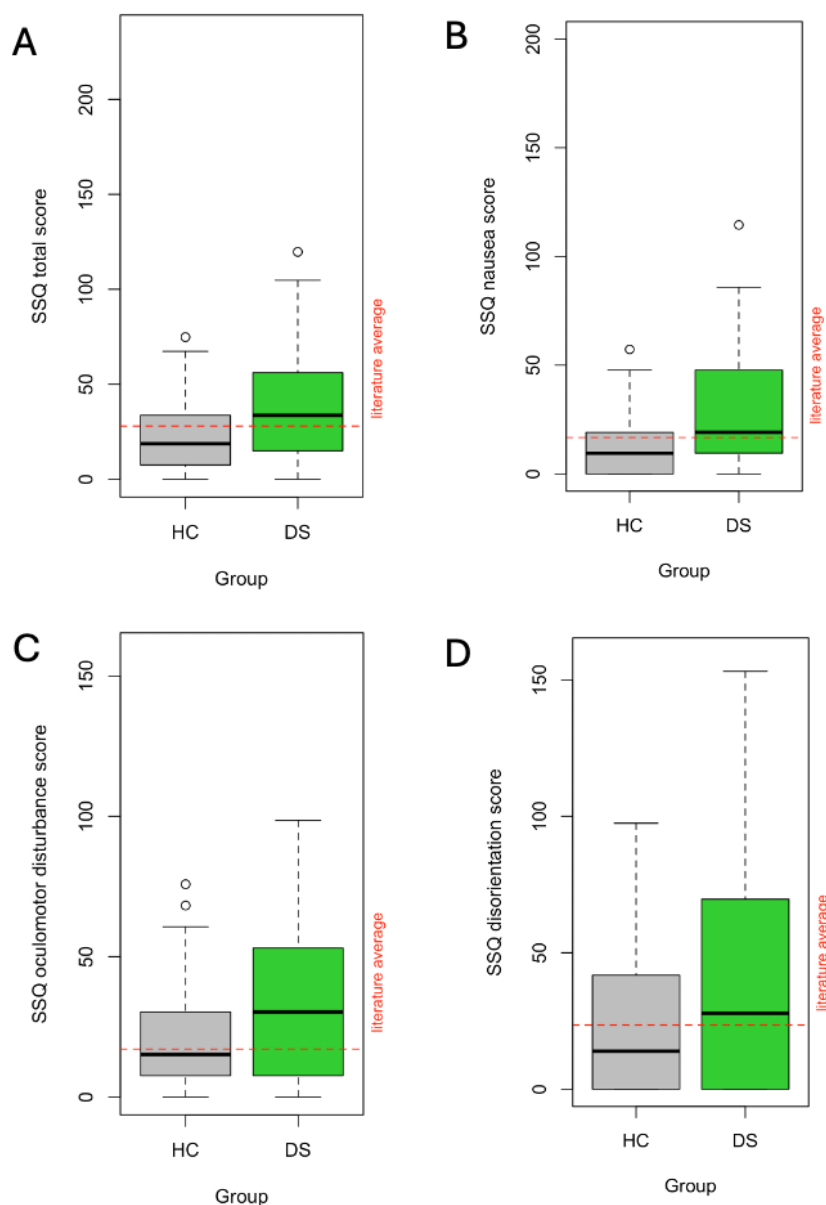 A
SSQ total score
200
150
100
50
0
HC
DS
Group
literature average
B
SSQ nausea score
200
150
100
50
0
HC
DS
Group
literature average
C
SSQ oculomotor disturbance score
150
100
50
0
HC
DS
Group
literature average
D
SSQ disorientation score
150
100
50
0
HC
DS
Group
literature average